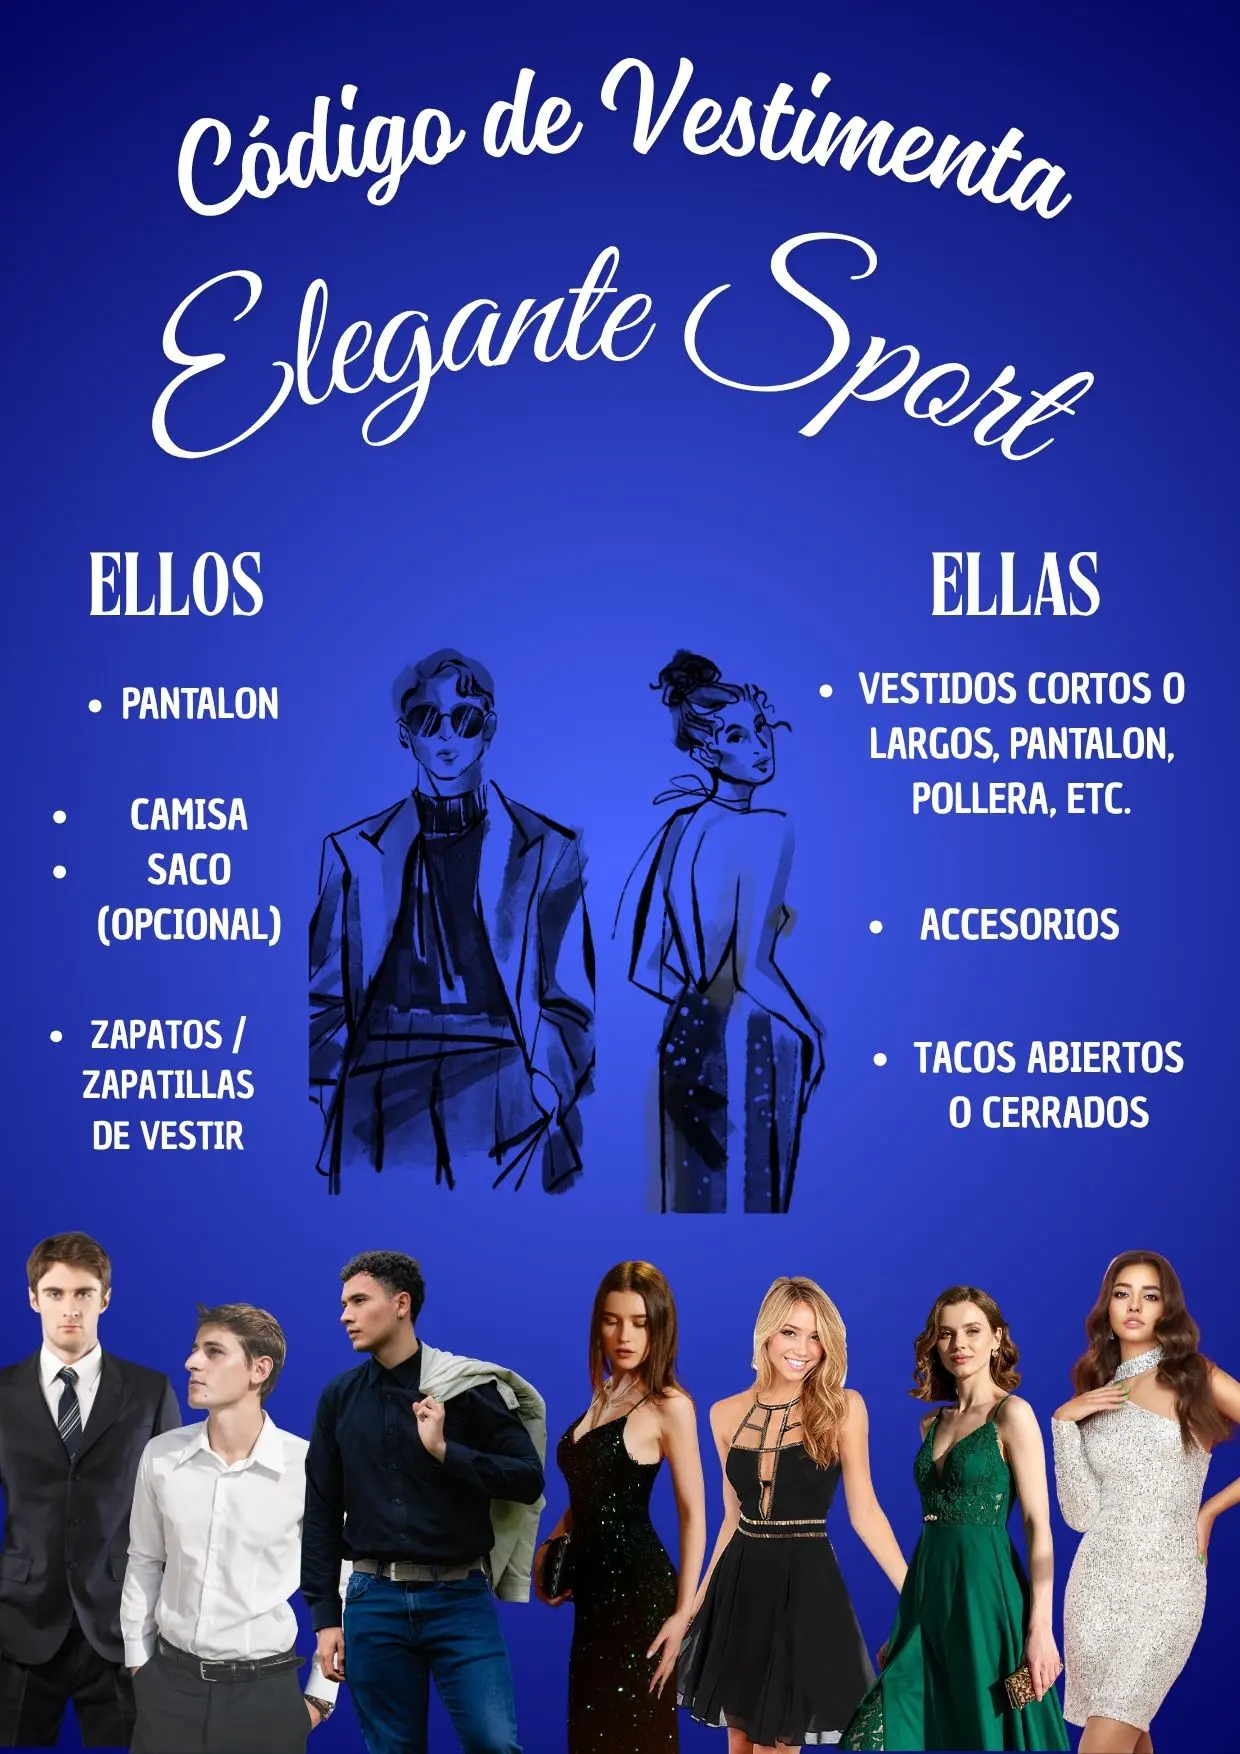 Código de Vestimenta
Elegante Sport
ELLOS
• PANTALON
• CAMISA
• SACO
(OPCIONAL)
• ZAPATOS /
ZAPATILLAS
DE VESTIR
ELLAS
• VESTIDOS CORTOS O
LARGOS, PANTALON,
POLLERA, ETC.
• ACCESORIOS
• TACOS ABIERTOS
O CERRADOS